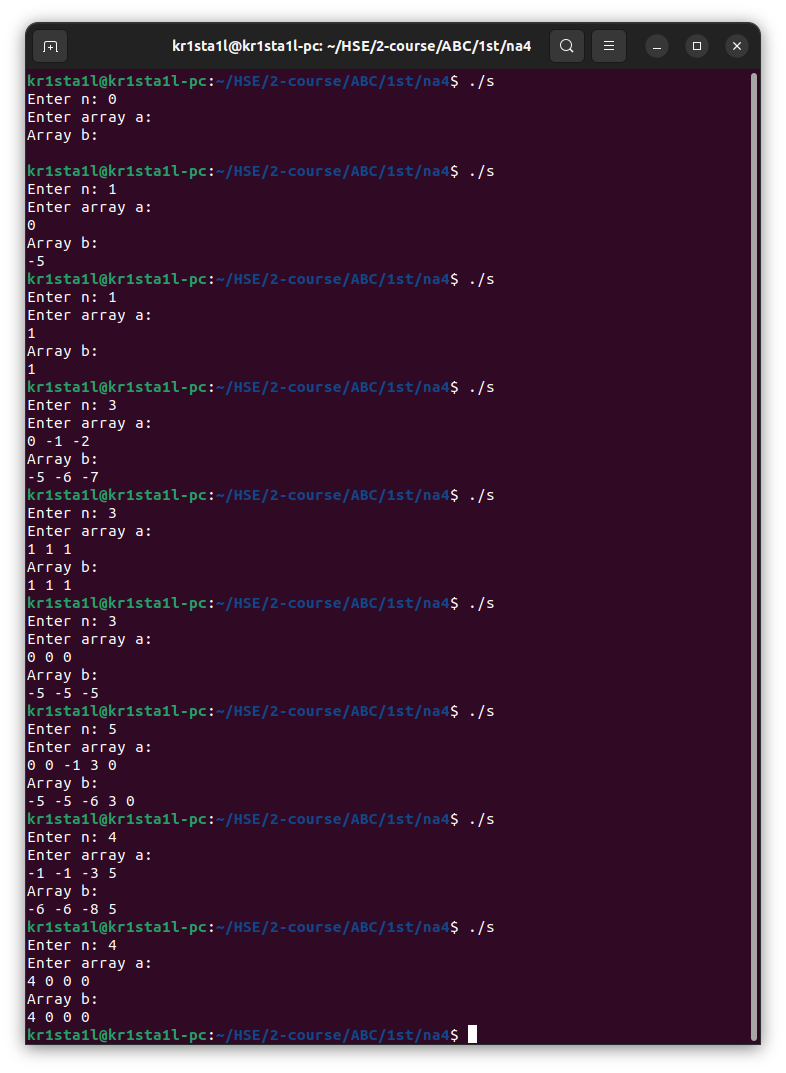 kr1sta1l@kr1sta1l-pc: ~/HSE/2-course/ABC/1st/na4
kr1sta1l@kr1sta1l-pc:~/HSE/2-course/ABC/1st/na4$ ./s
Enter n: 0
Enter array a:
Array b:
kr1sta1l@kr1sta1l-pc:~/HSE/2-course/ABC/1st/na4$ ./s
Enter n: 1
Enter array a:
0
Array b:
-5
kr1sta1l@kr1sta1l-pc:~/HSE/2-course/ABC/1st/na4$ ./s
Enter n: 1
Enter array a:
1
Array b:
1
kr1sta1l@kr1sta1l-pc:~/HSE/2-course/ABC/1st/na4$ ./s
Enter n: 3
Enter array a:
0 -1 -2
Array b:
-5 -6 -7
kr1sta1l@kr1sta1l-pc:~/HSE/2-course/ABC/1st/na4$ ./s
Enter n: 3
Enter array a:
1 1 1
Array b:
1 1 1
kr1sta1l@kr1sta1l-pc:~/HSE/2-course/ABC/1st/na4$ ./s
Enter n: 3
Enter array a:
0 0 0
Array b:
-5 -5 -5
kr1sta1l@kr1sta1l-pc:~/HSE/2-course/ABC/1st/na4$ ./s
Enter n: 5
Enter array a:
0 0 -1 3 0
Array b:
-5 -5 -6 3 0
kr1sta1l@kr1sta1l-pc:~/HSE/2-course/ABC/1st/na4$ ./s
Enter n: 4
Enter array a:
-1 -1 -3 5
Array b:
-6 -6 -8 5
kr1sta1l@kr1sta1l-pc:~/HSE/2-course/ABC/1st/na4$ ./s
Enter n: 4
Enter array a:
4 0 0 0
Array b:
4 0 0 0
kr1sta1l@kr1sta1l-pc:~/HSE/2-course/ABC/1st/na4$